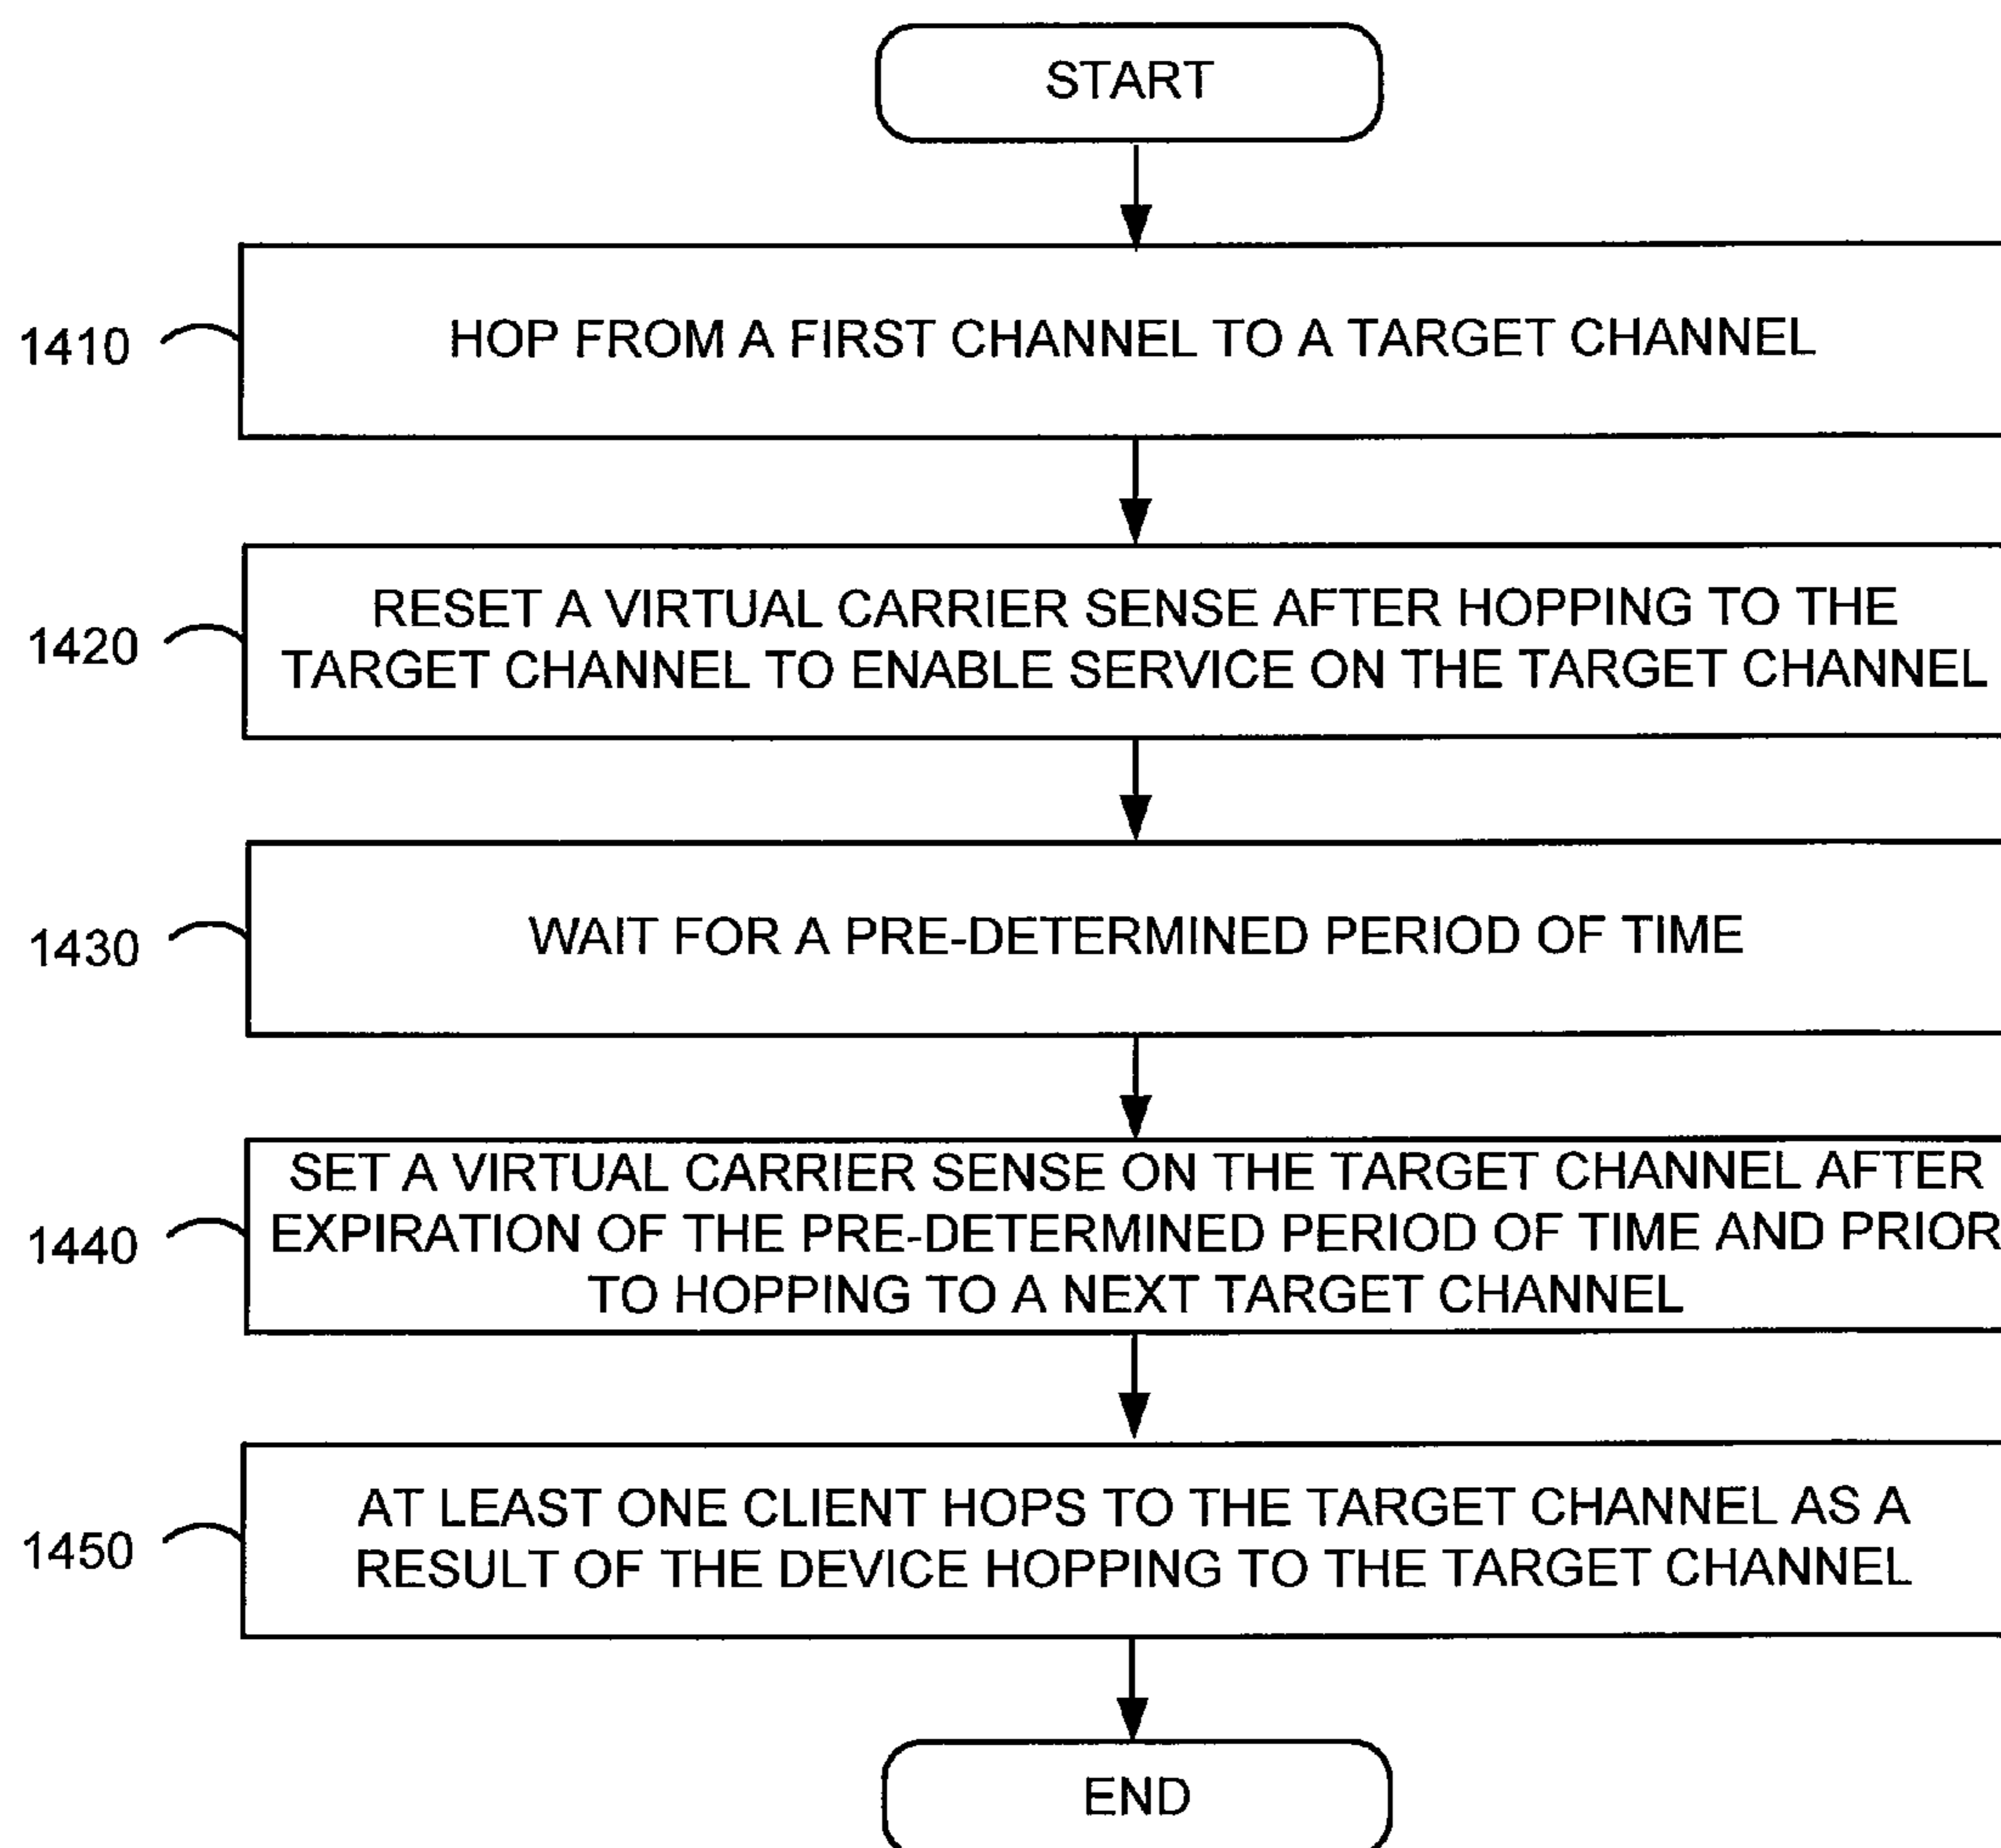 START
1410
HOP FROM A FIRST CHANNEL TO A TARGET CHANNEL
1420
RESET A VIRTUAL CARRIER SENSE AFTER HOPPING TO THE
TARGET CHANNEL TO ENABLE SERVICE ON THE TARGET CHANNEL
1430
WAIT FOR A PRE-DETERMINED PERIOD OF TIME
1440
SET A VIRTUAL CARRIER SENSE ON THE TARGET CHANNEL AFTER
EXPIRATION OF THE PRE-DETERMINED PERIOD OF TIME AND PRIOR
TO HOPPING TO A NEXT TARGET CHANNEL
1450
AT LEAST ONE CLIENT HOPS TO THE TARGET CHANNEL AS A
RESULT OF THE DEVICE HOPPING TO THE TARGET CHANNEL
END